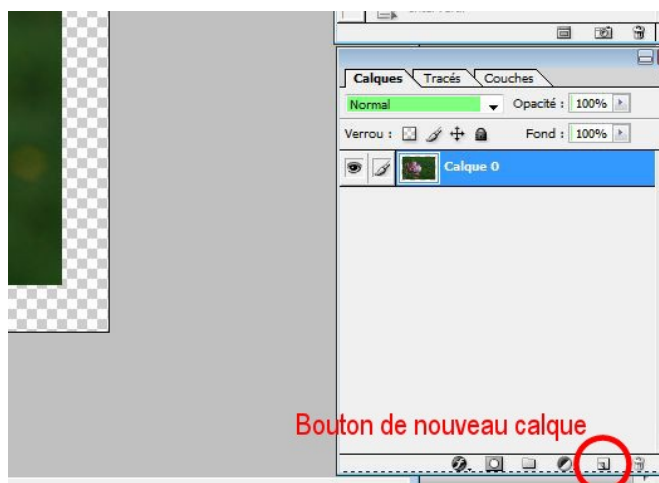 Calques Tracés Couches
Normal Opacité : 100%
Verrou : Fond : 100%
Calque 0
Bouton de nouveau calque